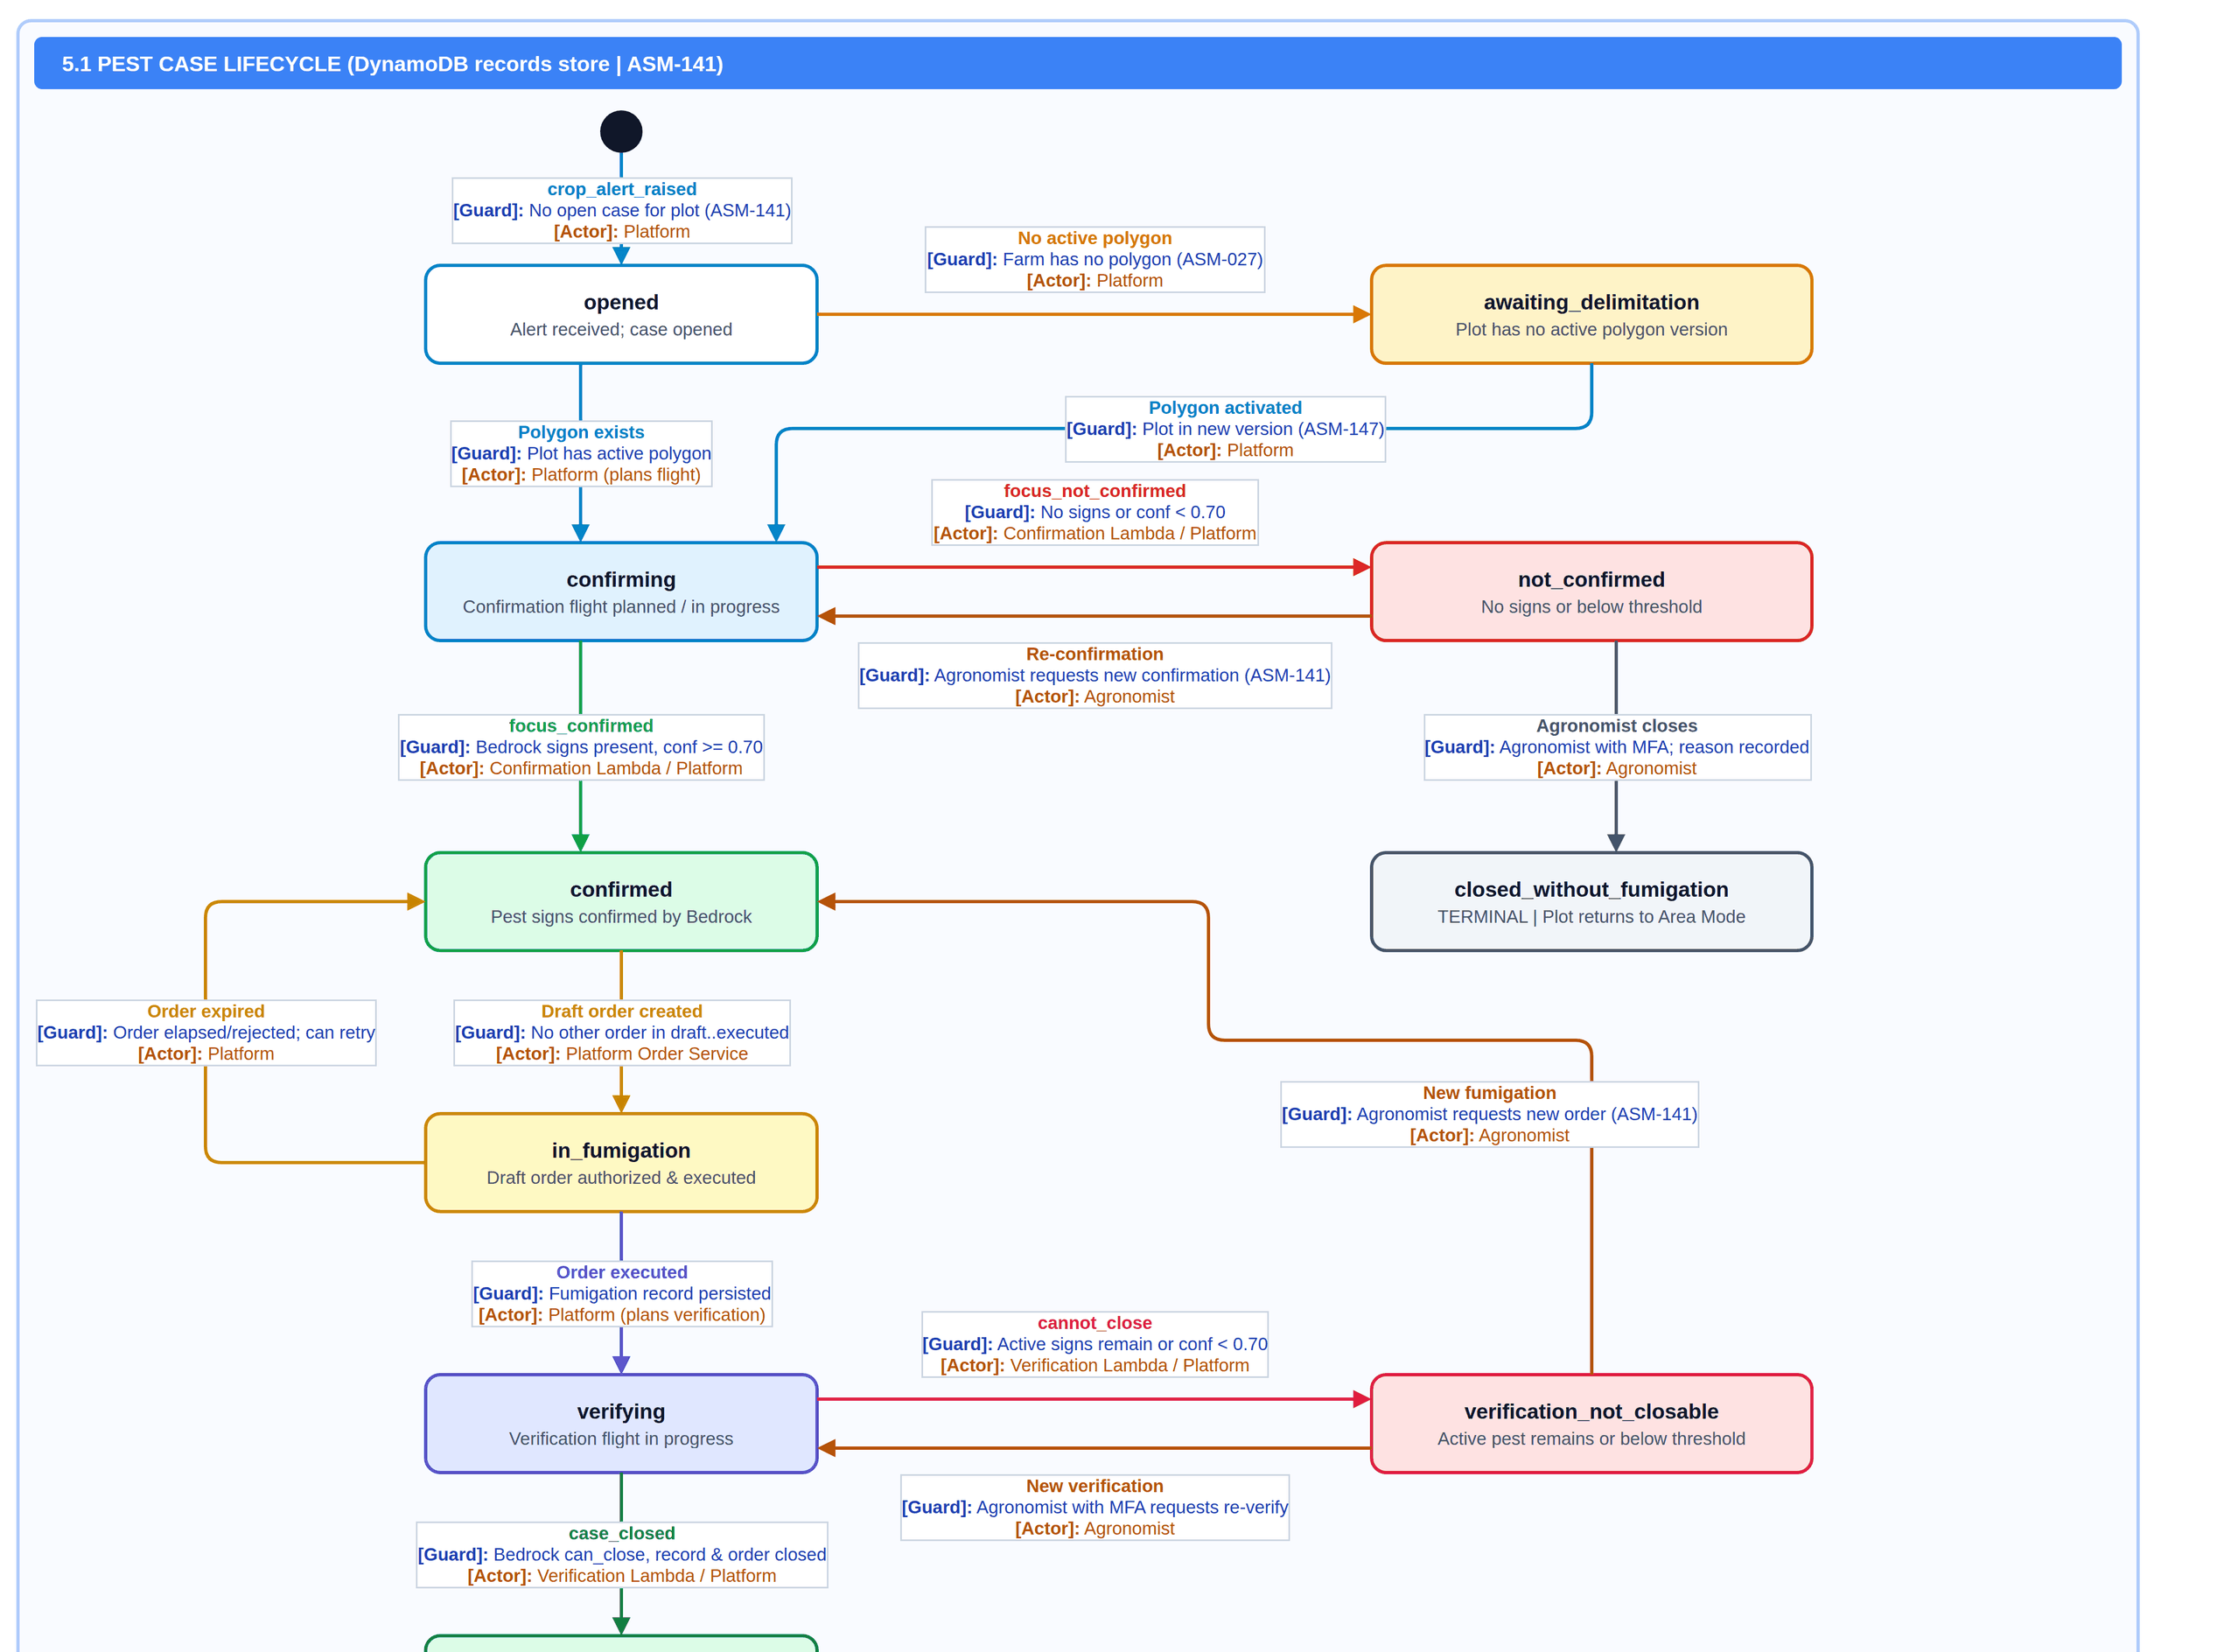 5.1 PEST CASE LIFECYCLE (DynamoDB records store | ASM-141)
crop_alert_raised
[Guard]: No open case for plot (ASM-141)
[Actor]: Platform
No active polygon
[Guard]: Farm has no polygon (ASM-027)
[Actor]: Platform
opened
Alert received; case opened
awaiting_delimitation
Plot has no active polygon version
Polygon activated
[Guard]: Plot in new version (ASM-147)
[Actor]: Platform
Polygon exists
[Guard]: Plot has active polygon
[Actor]: Platform (plans flight)
focus_not_confirmed
[Guard]: No signs or conf < 0.70
[Actor]: Confirmation Lambda / Platform
confirming
Confirmation flight planned / in progress
not_confirmed
No signs or below threshold
Re-confirmation
[Guard]: Agronomist requests new confirmation (ASM-141)
[Actor]: Agronomist
focus_confirmed
[Guard]: Bedrock signs present, conf >= 0.70
[Actor]: Confirmation Lambda / Platform
Agronomist closes
[Guard]: Agronomist with MFA; reason recorded
[Actor]: Agronomist
confirmed
Pest signs confirmed by Bedrock
closed_without_fumigation
TERMINAL | Plot returns to Area Mode
Order expired
[Guard]: Order elapsed/rejected; can retry
[Actor]: Platform
Draft order created
[Guard]: No other order in draft..executed
[Actor]: Platform Order Service
New fumigation
[Guard]: Agronomist requests new order (ASM-141)
[Actor]: Agronomist
in_fumigation
Draft order authorized & executed
Order executed
[Guard]: Fumigation record persisted
[Actor]: Platform (plans verification)
cannot_close
[Guard]: Active signs remain or conf < 0.70
[Actor]: Verification Lambda / Platform
verifying
Verification flight in progress
verification_not_closable
Active pest remains or below threshold
New verification
[Guard]: Agronomist with MFA requests re-verify
[Actor]: Agronomist
case_closed
[Guard]: Bedrock can_close, record & order closed
[Actor]: Verification Lambda / Platform